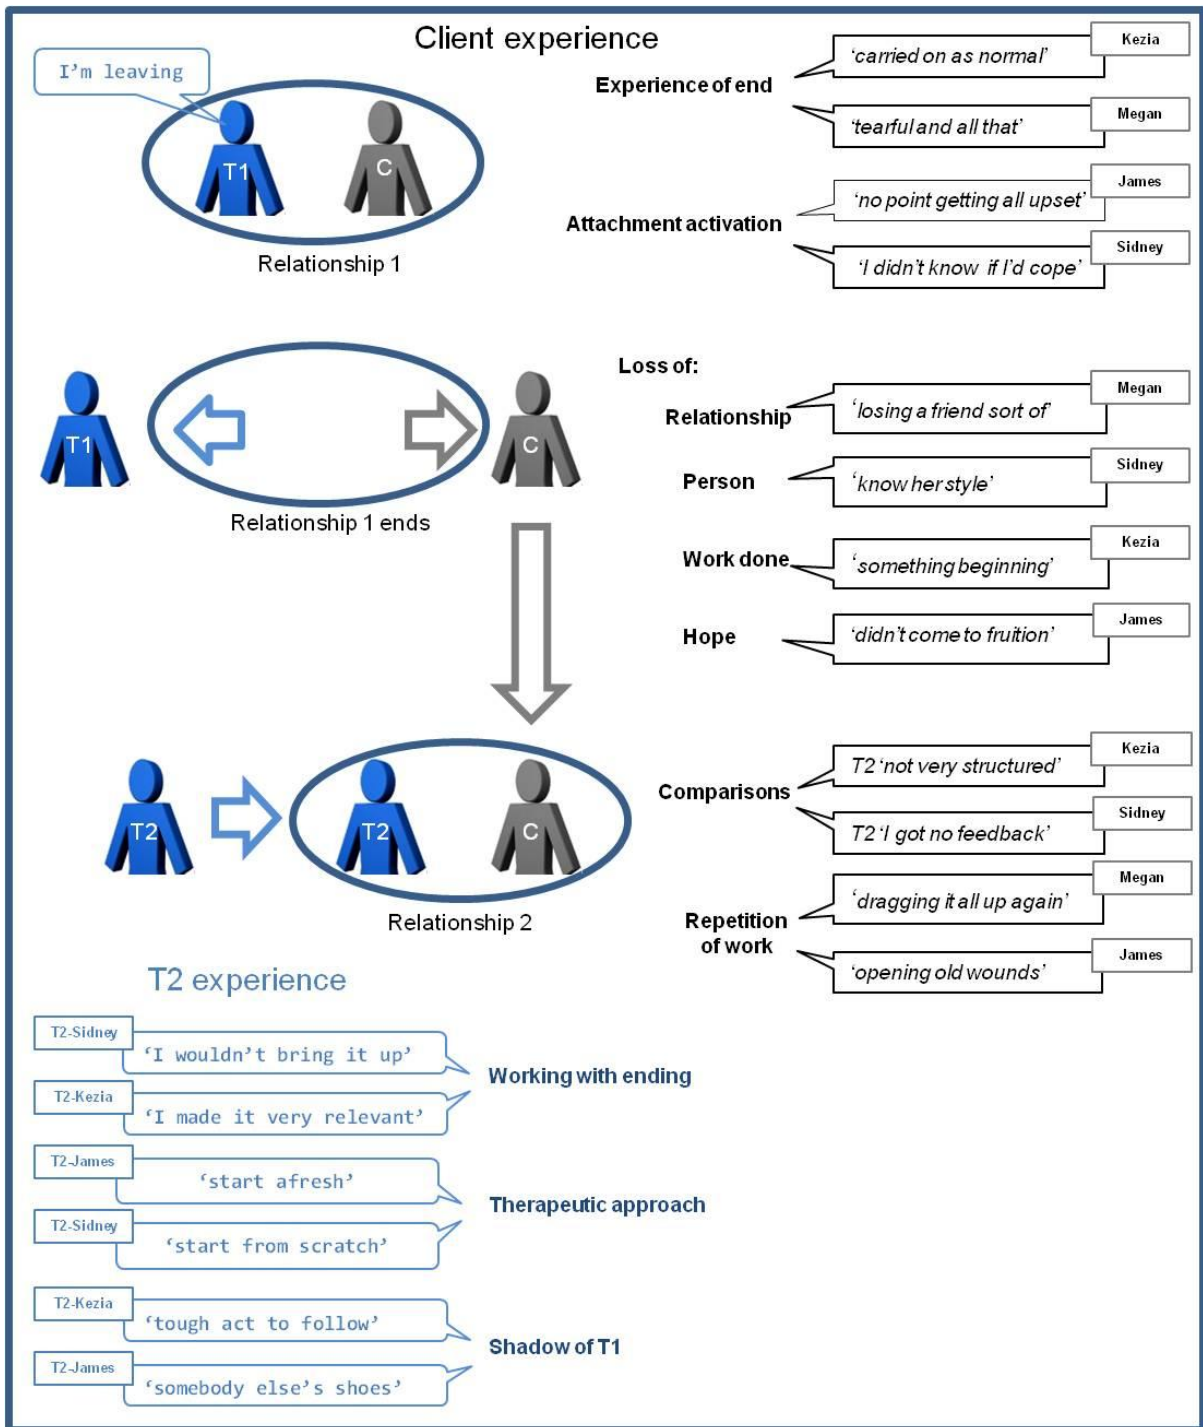 Client experience
I'm leaving
T1
C
Relationship 1
Experience of end
Kezia
'carried on as normal'
Megan
'tearful and all that'
Attachment activation
James
'no point getting all upset'
Sidney
'I didn't know if I'd cope'
T1
C
Relationship 1 ends
Loss of:
Relationship
Megan
'losing a friend sort of'
Person
Sidney
'know her style'
Work done
Kezia
'something beginning'
Hope
James
'didn't come to fruition'
T2
T2
C
Relationship 2
Comparisons
Kezia
T2 'not very structured'
Sidney
T2 'I got no feedback'
Repetition
of work
Megan
'dragging it all up again'
James
'opening old wounds'
T2 experience
T2-Sidney
'I wouldn't bring it up'
Working with ending
T2-Kezia
'I made it very relevant'
T2-James
'start afresh'
Therapeutic approach
T2-Sidney
'start from scratch'
T2-Kezia
'tough act to follow'
Shadow of T1
T2-James
'somebody else's shoes'